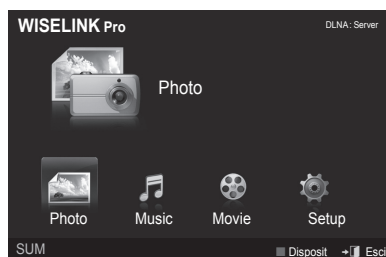 WISELINK Pro
DLNA: Server
Photo
Photo Music Movie Setup
SUM Disposit Esci